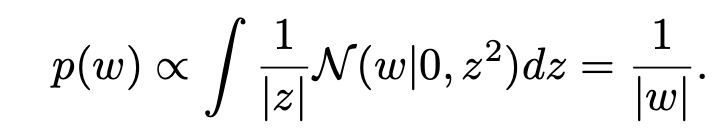 p(w) ∝ ∫ 1/|z| 𝒩(w|0, z²)dz = 1/|w|.